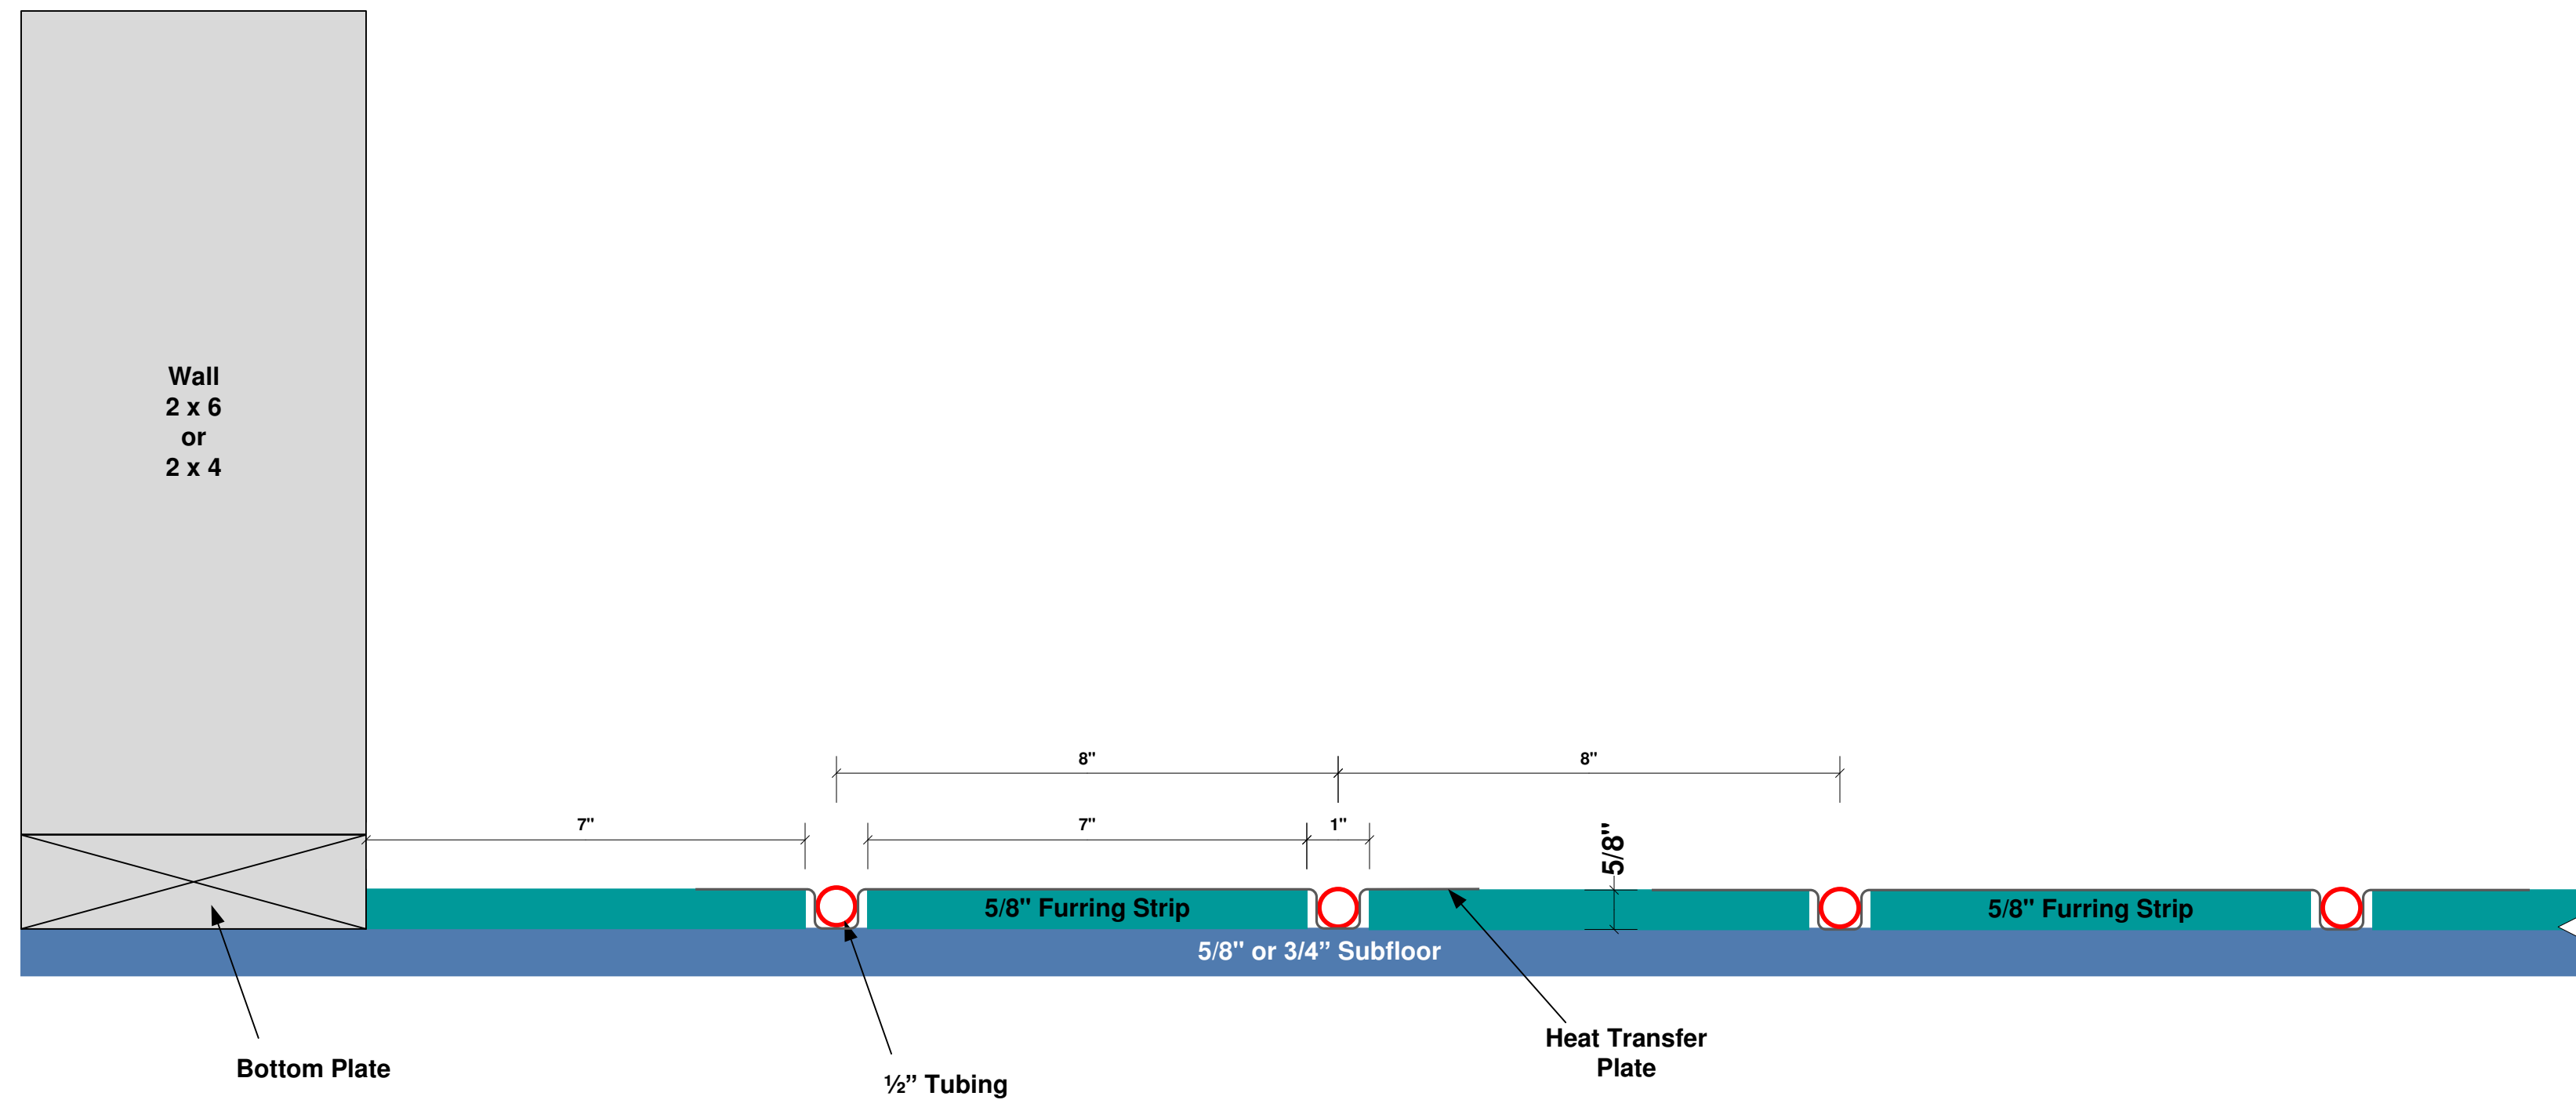 Wall
2 x 6
or
2 x 4
8"
8"
7"
7"
1"
5/8"
5/8" Furring Strip
5/8" Furring Strip
5/8" or 3/4” Subfloor
Bottom Plate
½” Tubing
Heat Transfer
Plate